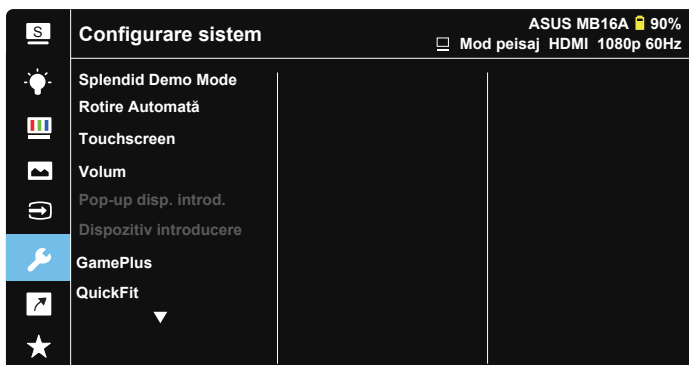 S
Configurare sistem
ASUS MB16A 90%
Mod peisaj HDMI 1080p 60Hz
Splendid Demo Mode
Rotire Automată
Touchscreen
Volum
Pop-up disp. introd.
Dispozitiv introducere
GamePlus
QuickFit